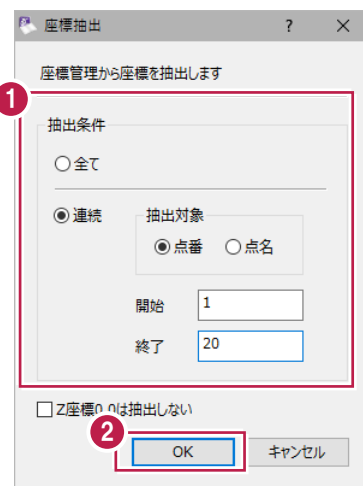 座標抽出 ? ×
座標管理から座標を抽出します
1
抽出条件
全て
連続 抽出対象
点番 点名
開始 1
終了 20
Z座標0.0は抽出しない
2
OK キャンセル